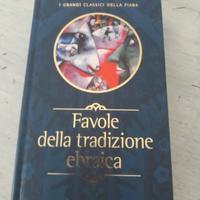 I GRANDI CLASSICI DELLA FIABA
Favole
della tradizione
ebraica